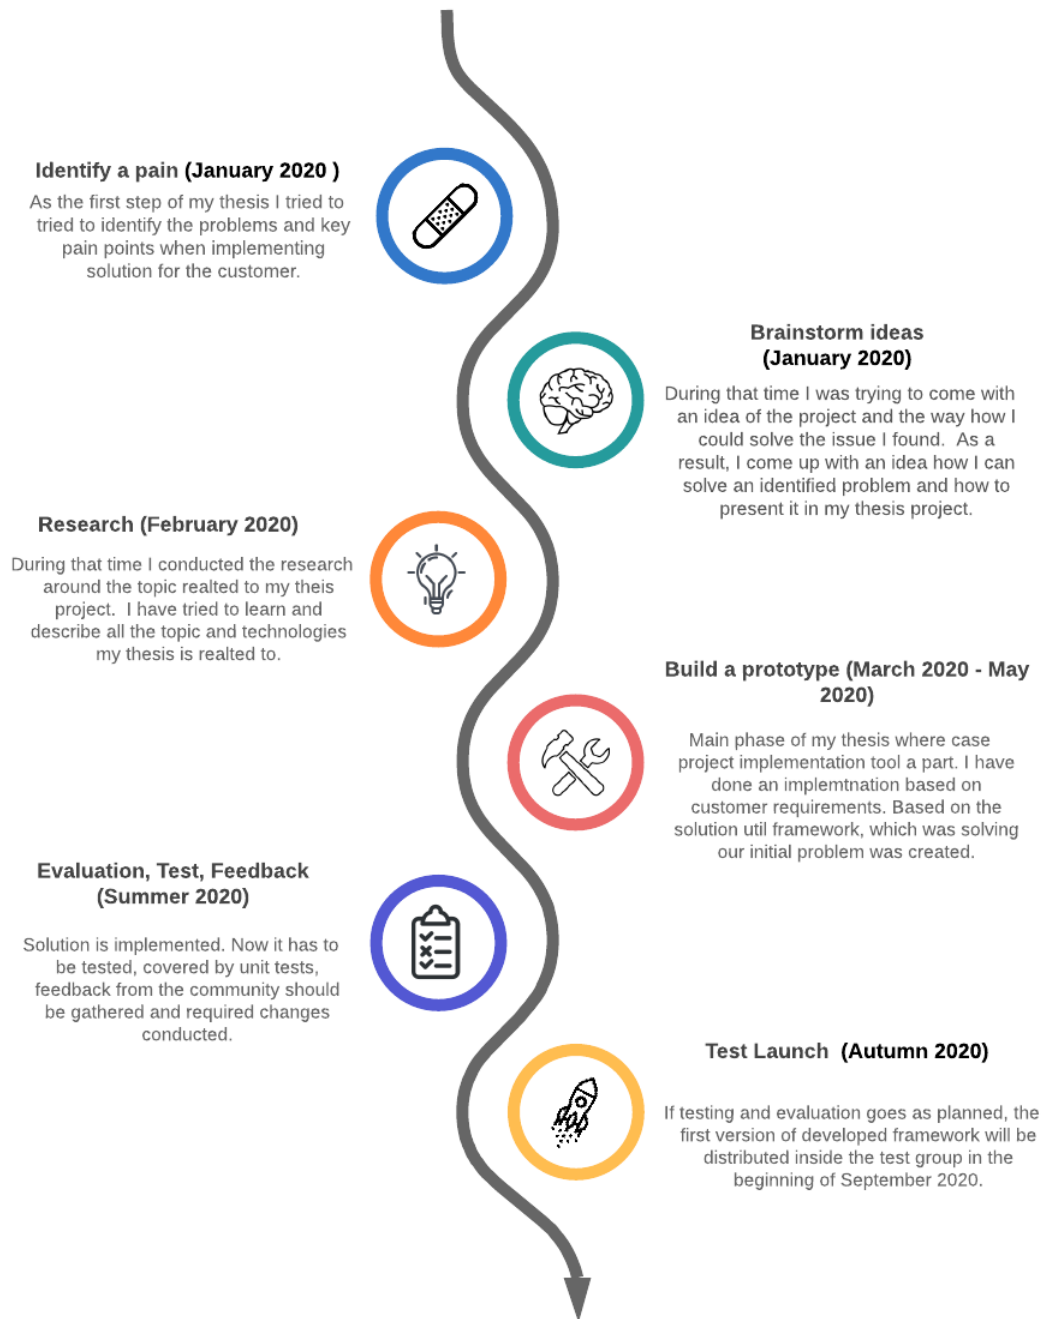 Identify a pain (January 2020 )
As the first step of my thesis I tried to
tried to identify the problems and key
pain points when implementing
solution for the customer.
Brainstorm ideas
(January 2020)
During that time I was trying to come with
an idea of the project and the way how I
could solve the issue I found.  As a
result, I come up with an idea how I can
solve an identified problem and how to
present it in my thesis project.
Research (February 2020)
During that time I conducted the research
around the topic realted to my theis
project.  I have tried to learn and
describe all the topic and technologies
my thesis is realted to.
Build a prototype (March 2020 - May
2020)
Main phase of my thesis where case
project implementation tool a part. I have
done an implemtnation based on
customer requirements. Based on the
solution util framework, which was solving
our initial problem was created.
Evaluation, Test, Feedback
(Summer 2020)
Solution is implemented. Now it has to
be tested, covered by unit tests,
feedback from the community should
be gathered and required changes
conducted.
Test Launch  (Autumn 2020)
If testing and evaluation goes as planned, the
first version of developed framework will be
distributed inside the test group in the
beginning of September 2020.